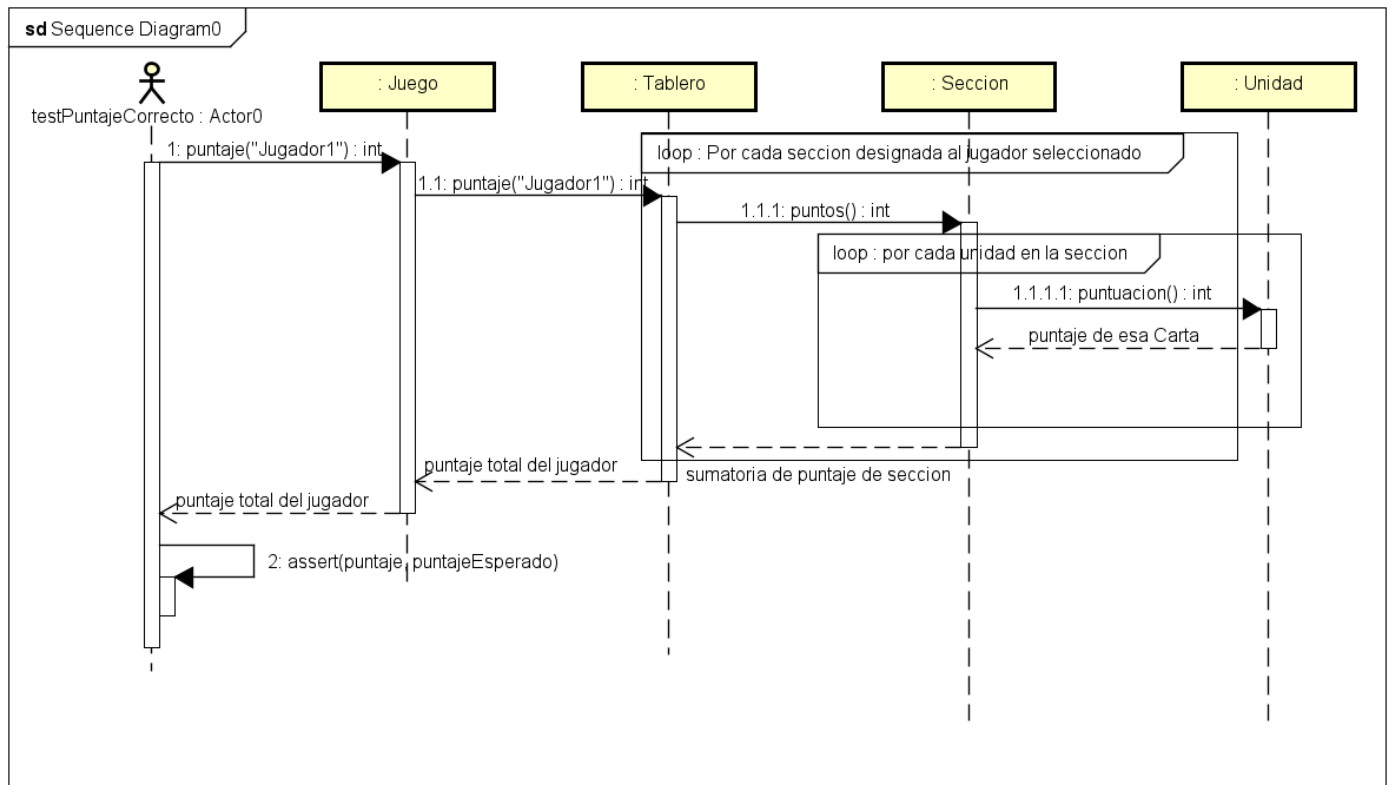 sd Sequence Diagram0
: Juego
: Tablero
: Seccion
: Unidad
testPuntajeCorrecto : Actor0
1: puntaje("Jugador1") : int
loop : Por cada seccion designada al jugador seleccionado
1.1: puntaje("Jugador1") : int
1.1.1: puntos() : int
loop : por cada unidad en la seccion
1.1.1.1: puntuacion() : int
puntaje de esa Carta
puntaje total del jugador
sumatoria de puntaje de seccion
puntaje total del jugador
2: assert(puntaje, puntajeEsperado)